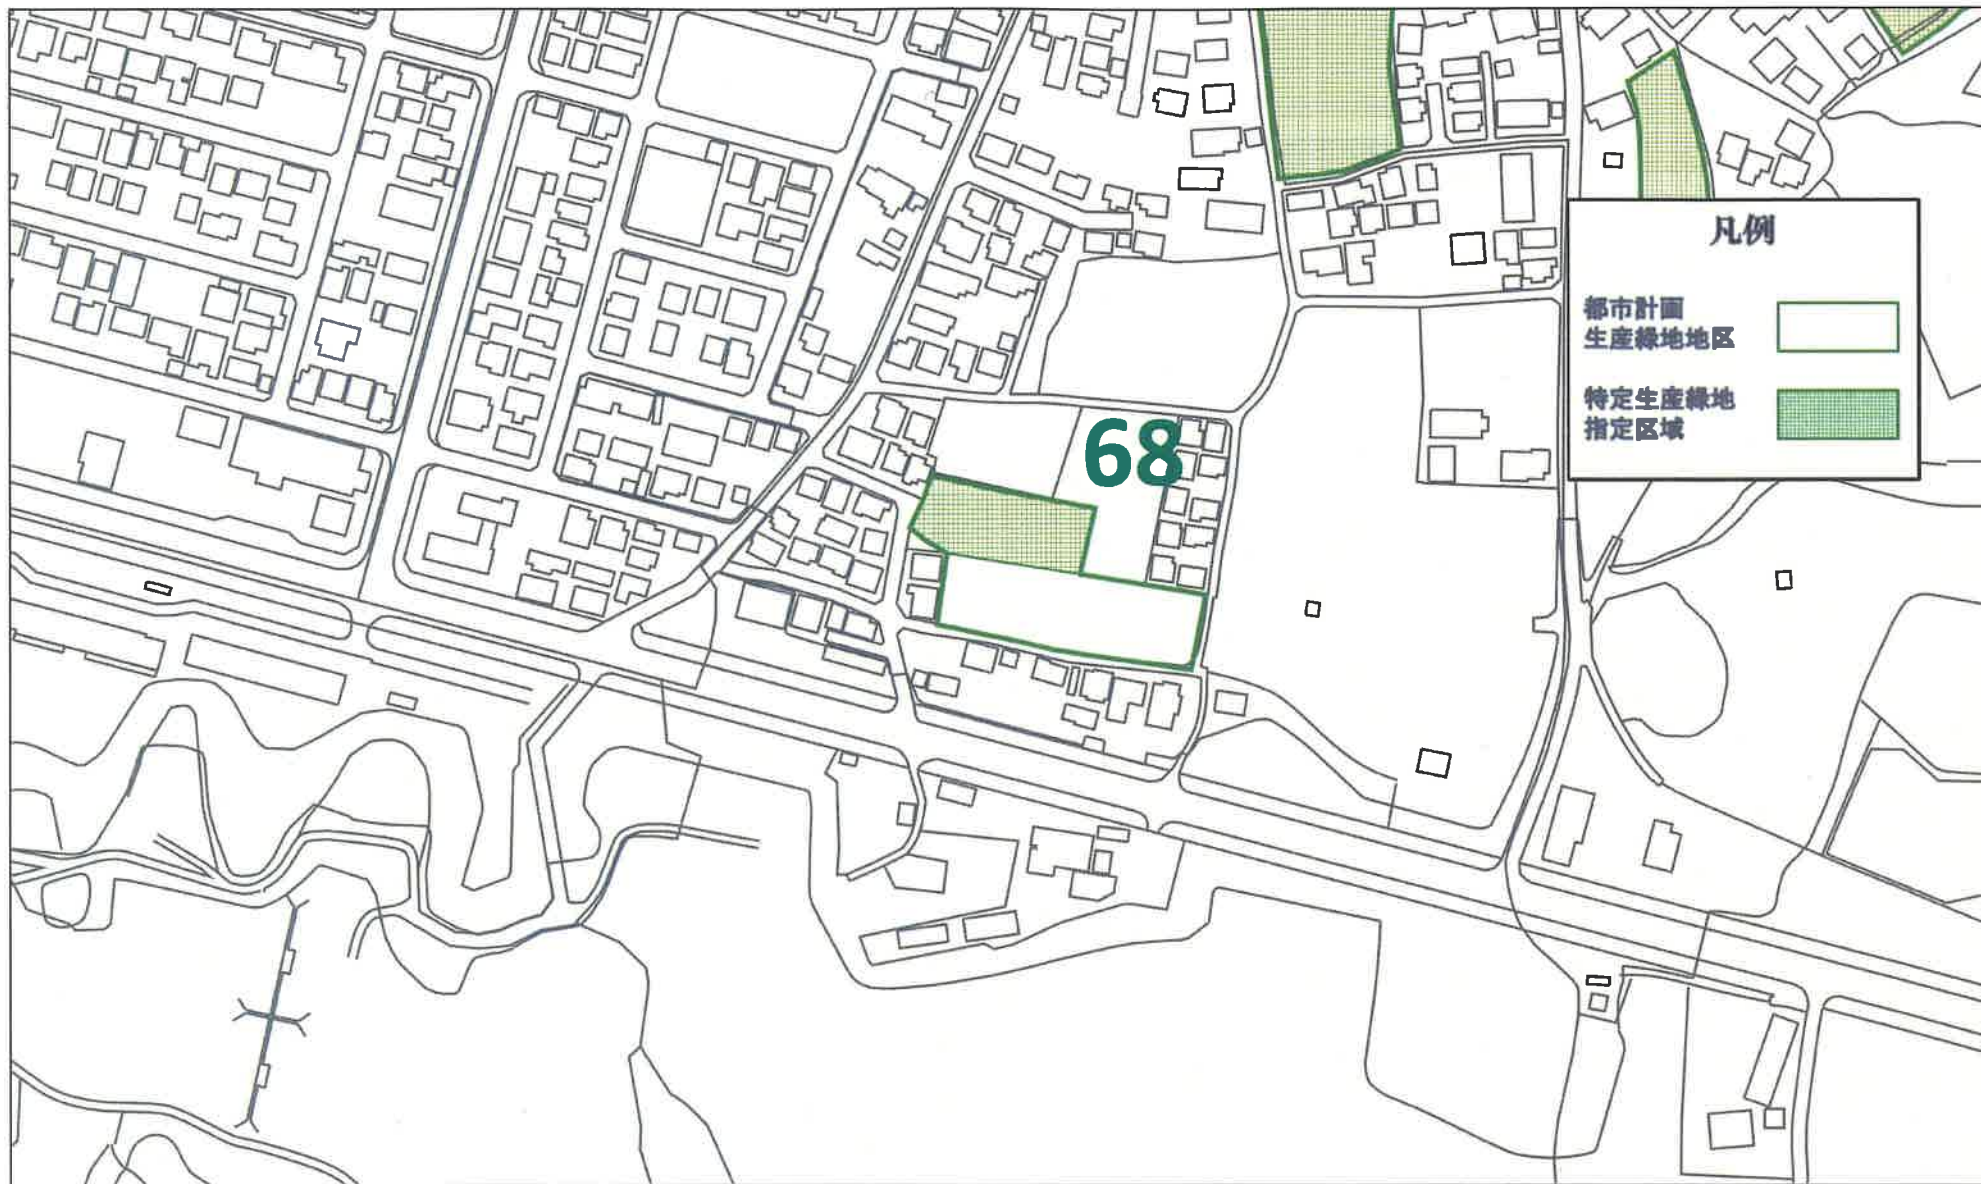 凡例
都市計画
生産緑地地区
特定生産緑地
指定区域
68